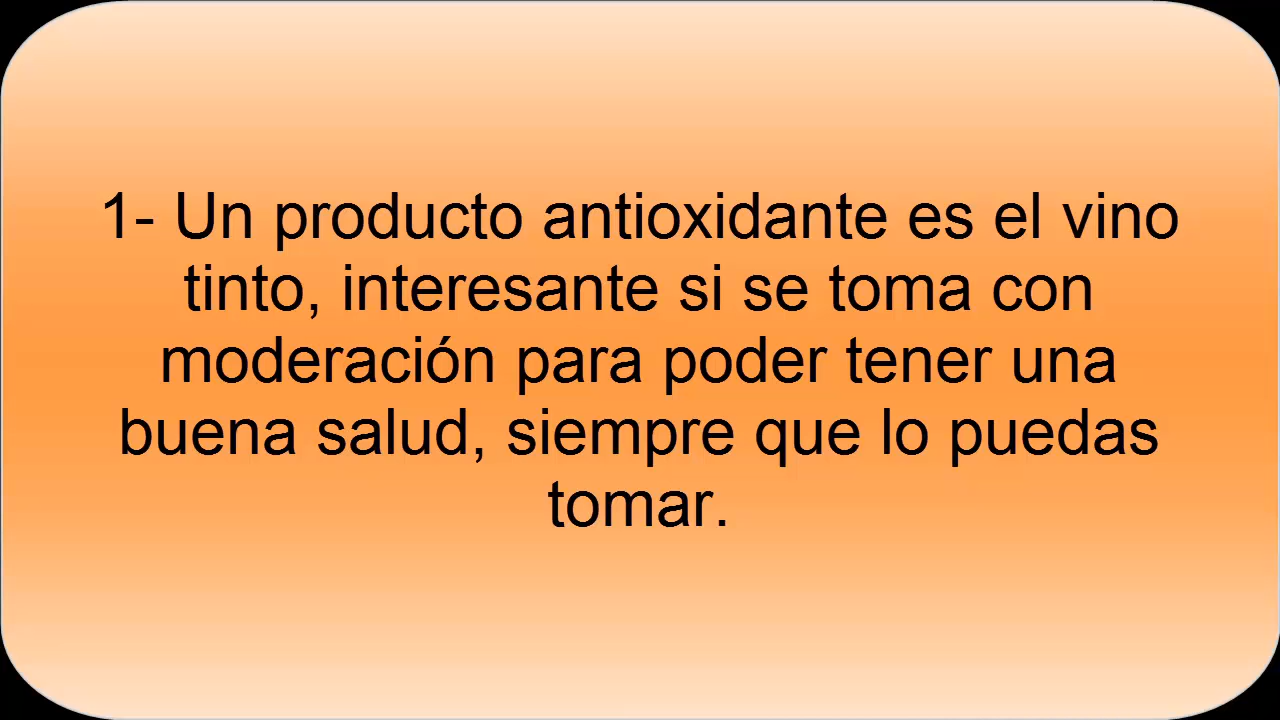 1- Un producto antioxidante es el vino
tinto, interesante si se toma con
moderación para poder tener una
buena salud, siempre que lo puedas
tomar.